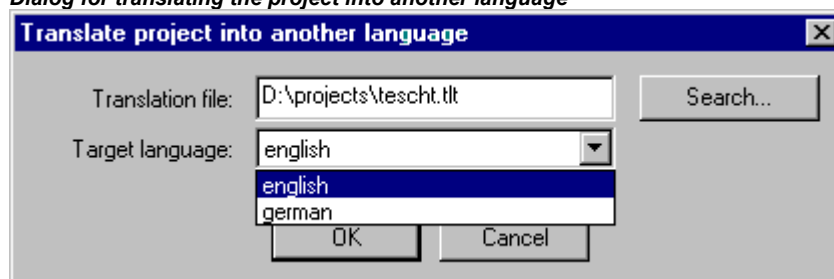 Dialog for translating the project into another language
Translate project into another language
Translation file: D:\projects\tescht.tlt Search...
Target language: english
english
german
OK Cancel